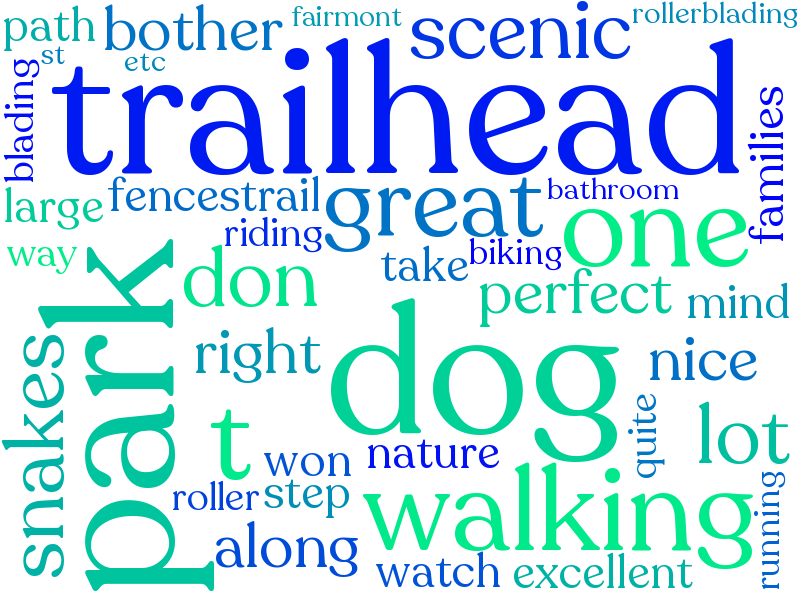 path
bother
fairmont
scenic
rollerblading
st
etc
blading
trailhead
families
large
fencestrail
great
bathroom
one
way
riding
biking
don
take
perfect
mind
park
snakes
right
dog
nice
t
won
nature
quite
lot
roller
step
walking
running
along
watch
excellent